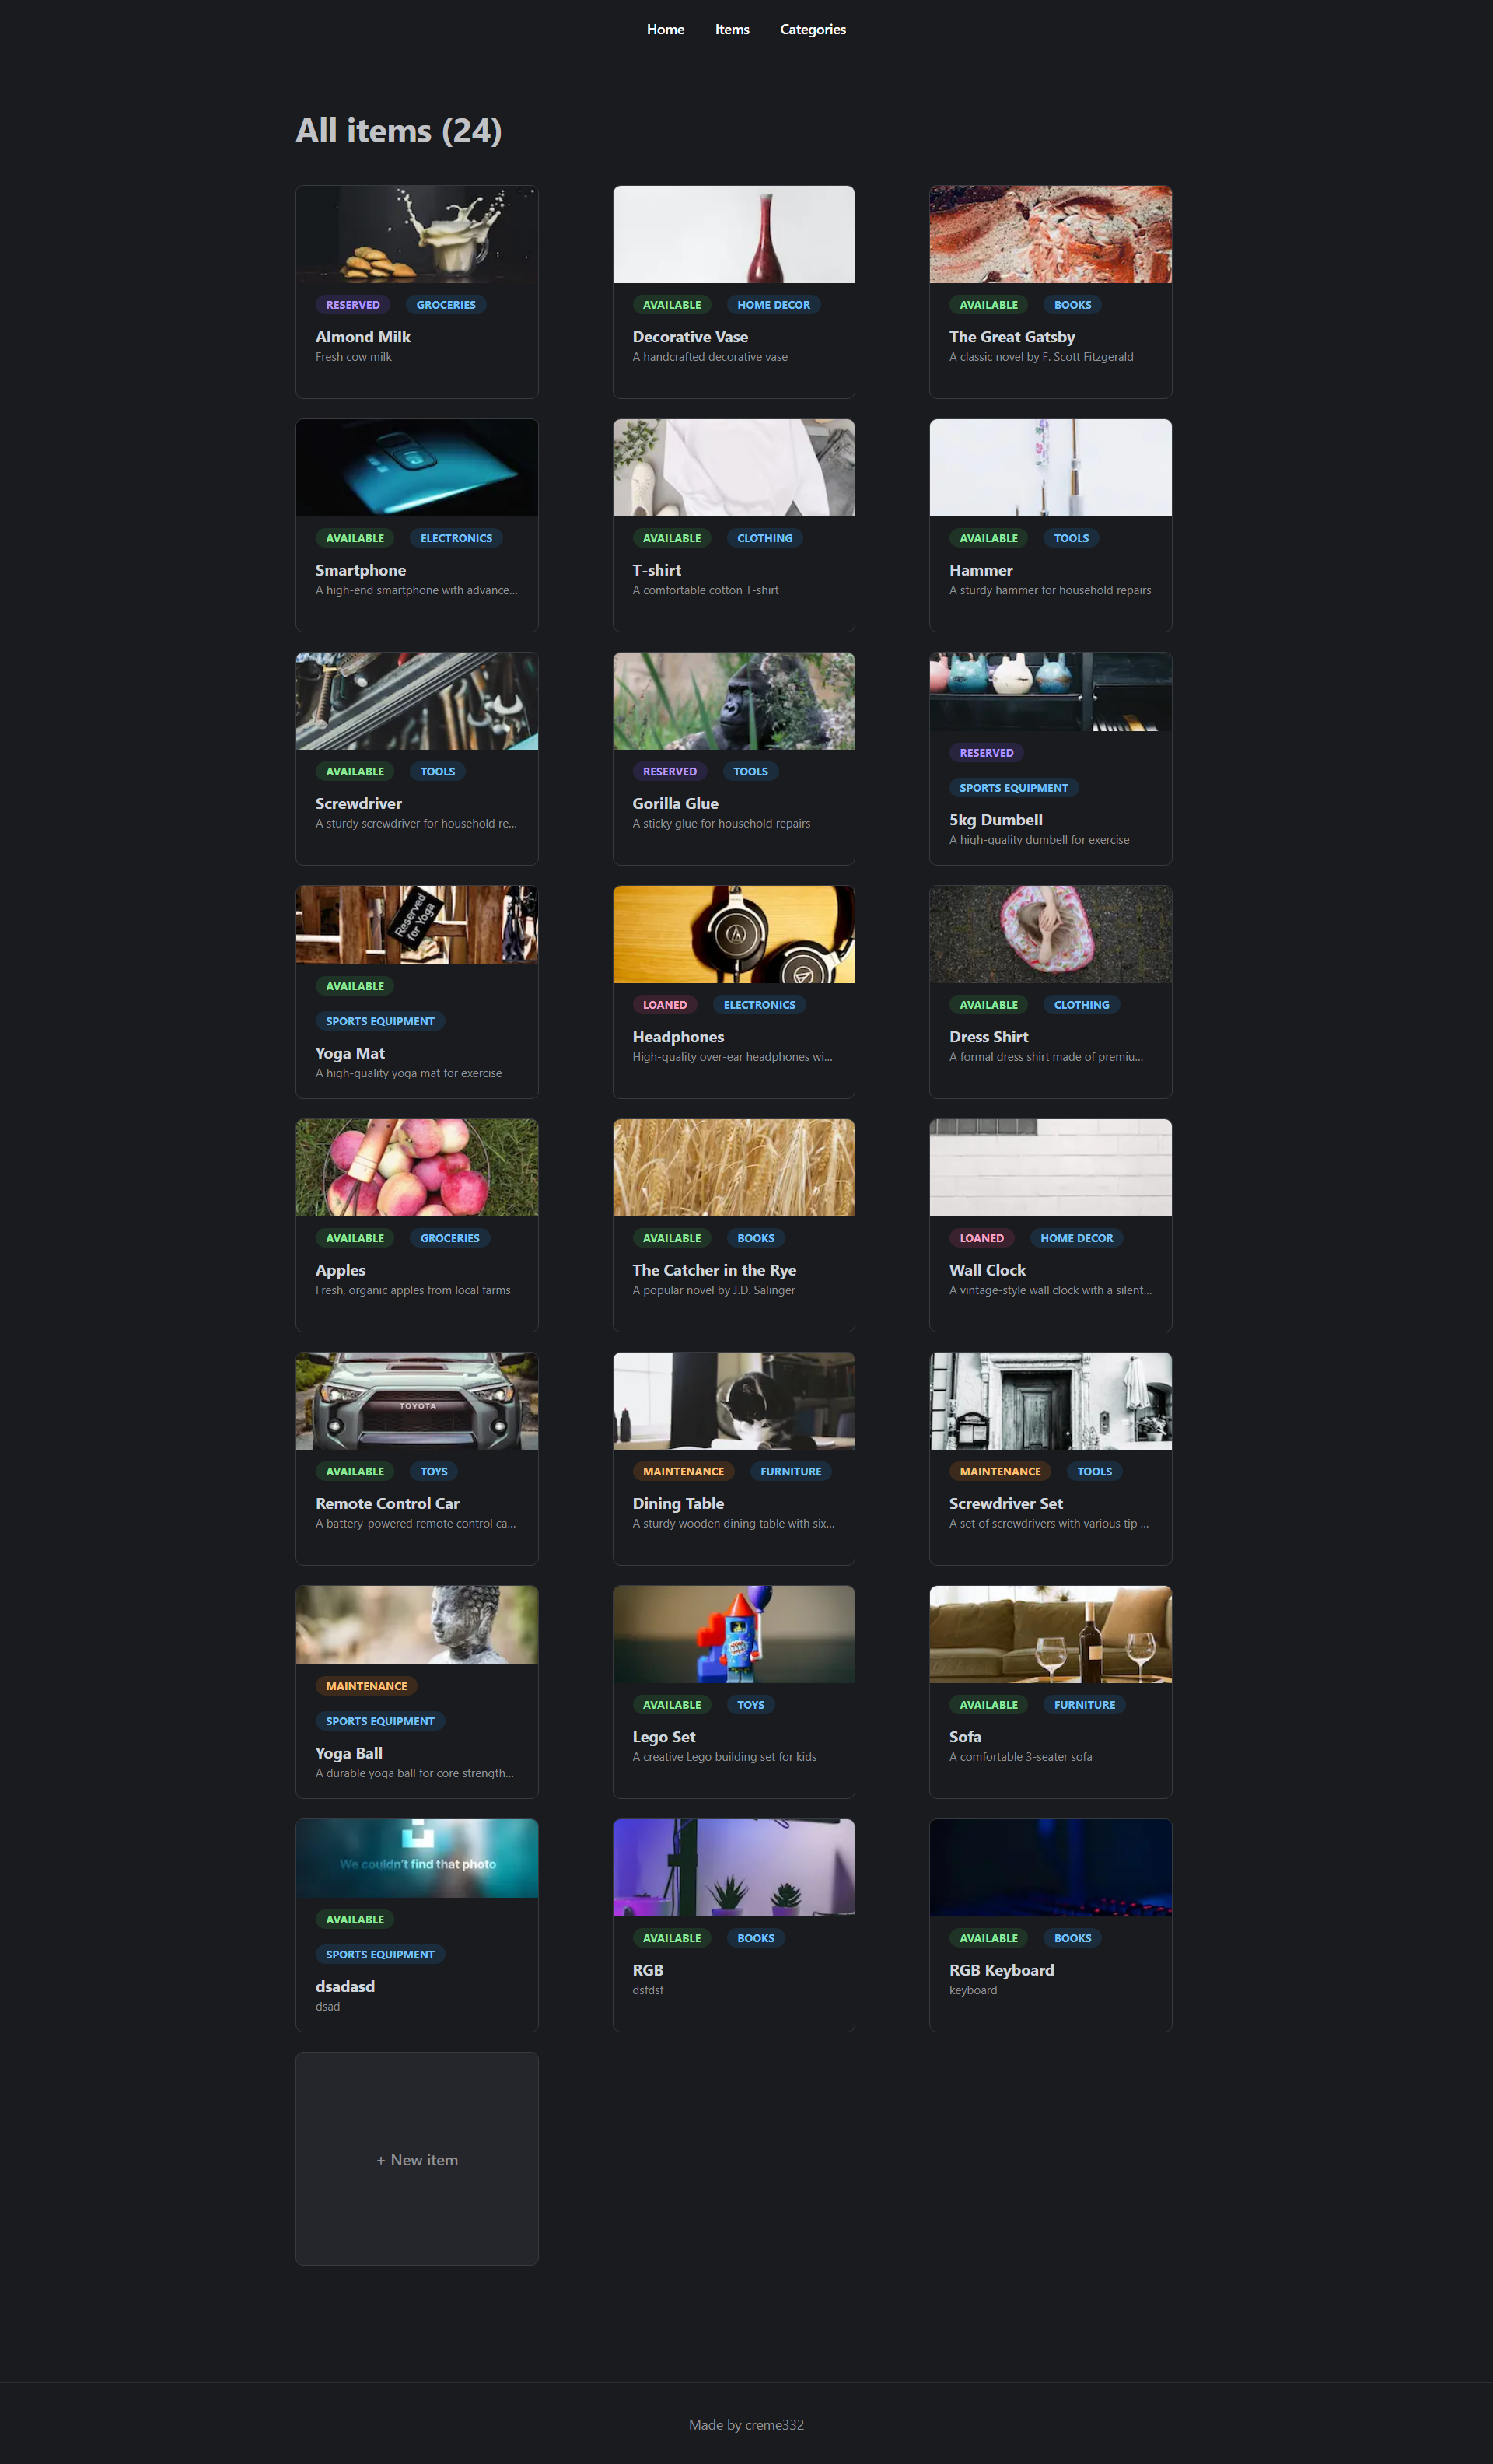 Home Items Categories
All items (24)
RESERVED GROCERIES
Almond Milk
Fresh cow milk
AVAILABLE HOME DECOR
Decorative Vase
A handcrafted decorative vase
AVAILABLE BOOKS
The Great Gatsby
A classic novel by F. Scott Fitzgerald
AVAILABLE ELECTRONICS
Smartphone
A high-end smartphone with advance...
AVAILABLE CLOTHING
T-shirt
A comfortable cotton T-shirt
AVAILABLE TOOLS
Hammer
A sturdy hammer for household repairs
AVAILABLE TOOLS
Screwdriver
A sturdy screwdriver for household re...
RESERVED TOOLS
Gorilla Glue
A sticky glue for household repairs
RESERVED
SPORTS EQUIPMENT
5kg Dumbell
A high-quality dumbell for exercise
Reserved
for Yoga
AVAILABLE
SPORTS EQUIPMENT
Yoga Mat
A high-quality yoga mat for exercise
LOANED ELECTRONICS
Headphones
High-quality over-ear headphones wi...
AVAILABLE CLOTHING
Dress Shirt
A formal dress shirt made of premiu...
AVAILABLE GROCERIES
Apples
Fresh, organic apples from local farms
AVAILABLE BOOKS
The Catcher in the Rye
A popular novel by J.D. Salinger
LOANED HOME DECOR
Wall Clock
A vintage-style wall clock with a silent...
TOYOTA
AVAILABLE TOYS
Remote Control Car
A battery-powered remote control ca...
MAINTENANCE FURNITURE
Dining Table
A sturdy wooden dining table with six...
MAINTENANCE TOOLS
Screwdriver Set
A set of screwdrivers with various tip ...
MAINTENANCE
SPORTS EQUIPMENT
Yoga Ball
A durable yoga ball for core strength...
AVAILABLE TOYS
Lego Set
A creative Lego building set for kids
AVAILABLE FURNITURE
Sofa
A comfortable 3-seater sofa
We couldn't find that photo
AVAILABLE
SPORTS EQUIPMENT
dsadasd
dsad
AVAILABLE BOOKS
RGB
dsfdsf
AVAILABLE BOOKS
RGB Keyboard
keyboard
+ New item
Made by creme332